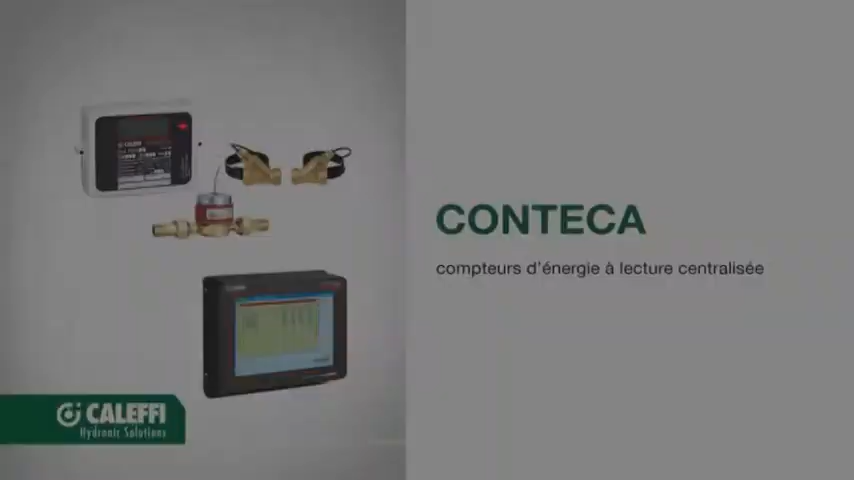 CONTECA
compteurs d'énergie à lecture centralisée
CALEFFI
Hydronic Solutions